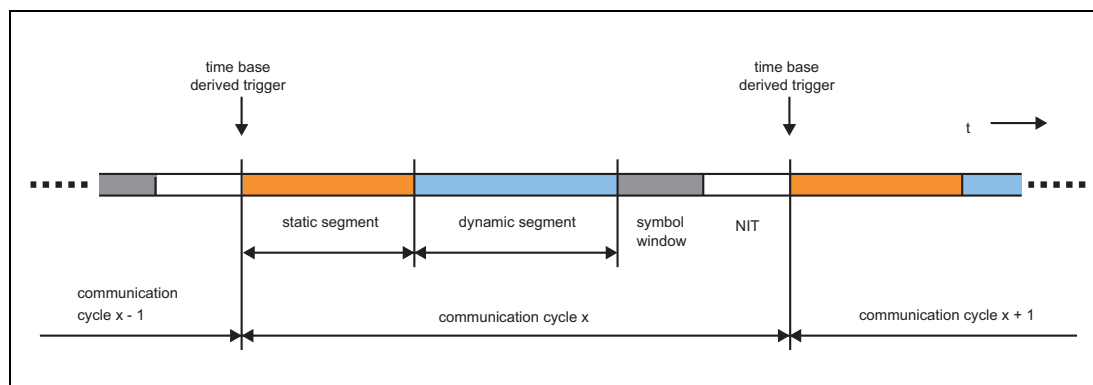 time base
derived trigger
time base
derived trigger
t
static segment
dynamic segment
symbol
window
NIT
communication
cycle x - 1
communication cycle x
communication cycle x + 1